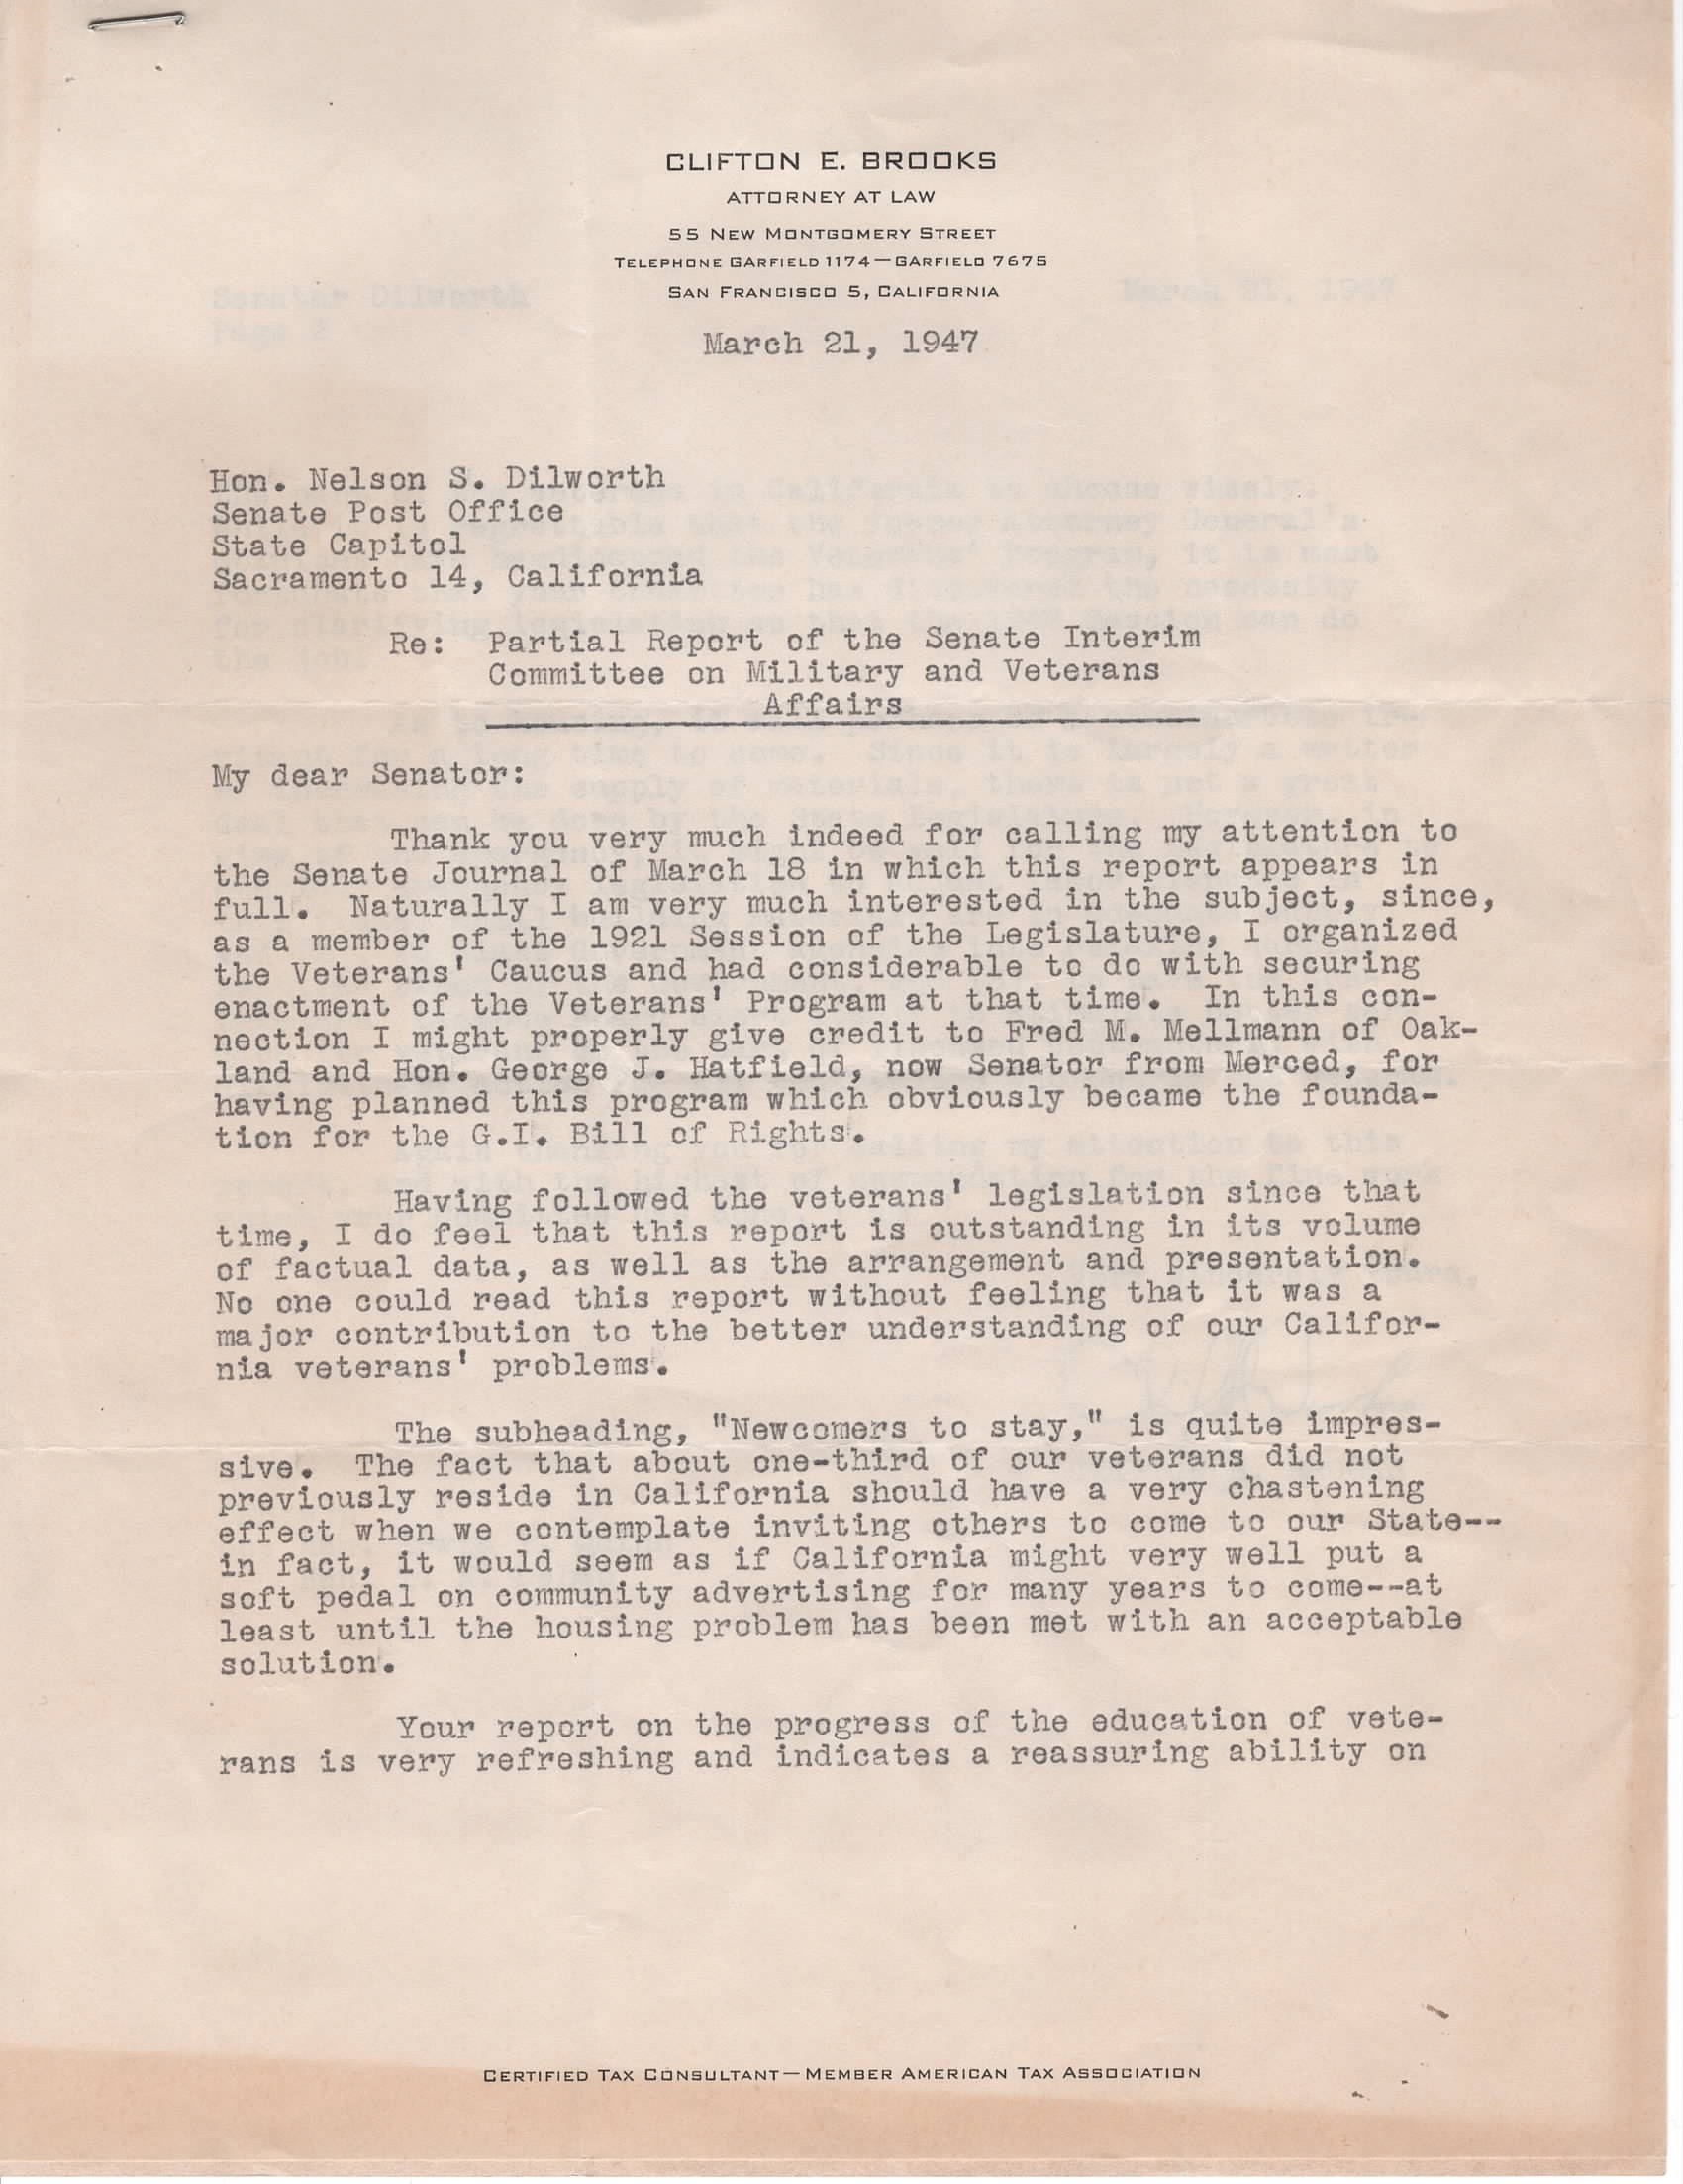 CLIFTON E. BROOKS
ATTORNEY AT LAW
55 NEW MONTGOMERY STREET
TELEPHONE GARFIELD 1174—GARFIELD 7675
SAN FRANCISCO 5, CALIFORNIA
Senator Dilworth March 21, 1947
Page 2
March 21, 1947
Hon. Nelson S. Dilworth
Senate Post Office
State Capitol
Sacramento 14, California
Re: Partial Report of the Senate Interim
Committee on Military and Veterans
Affairs
My dear Senator:
Thank you very much indeed for calling my attention to
the Senate Journal of March 18 in which this report appears in
full. Naturally I am very much interested in the subject, since,
as a member of the 1921 Session of the Legislature, I organized
the Veterans' Caucus and had considerable to do with securing
enactment of the Veterans' Program at that time. In this con-
nection I might properly give credit to Fred M. Mellmann of Oak-
land and Hon. George J. Hatfield, now Senator from Merced, for
having planned this program which obviously became the founda-
tion for the G.I. Bill of Rights.
Having followed the veterans' legislation since that
time, I do feel that this report is outstanding in its volume
of factual data, as well as the arrangement and presentation.
No one could read this report without feeling that it was a
major contribution to the better understanding of our Califor-
nia veterans' problems.
The subheading, "Newcomers to stay," is quite impres-
sive. The fact that about one-third of our veterans did not
previously reside in California should have a very chastening
effect when we contemplate inviting others to come to our State--
in fact, it would seem as if California might very well put a
soft pedal on community advertising for many years to come--at
least until the housing problem has been met with an acceptable
solution.
Your report on the progress of the education of vete-
rans is very refreshing and indicates a reassuring ability on
CERTIFIED TAX CONSULTANT—MEMBER AMERICAN TAX ASSOCIATION